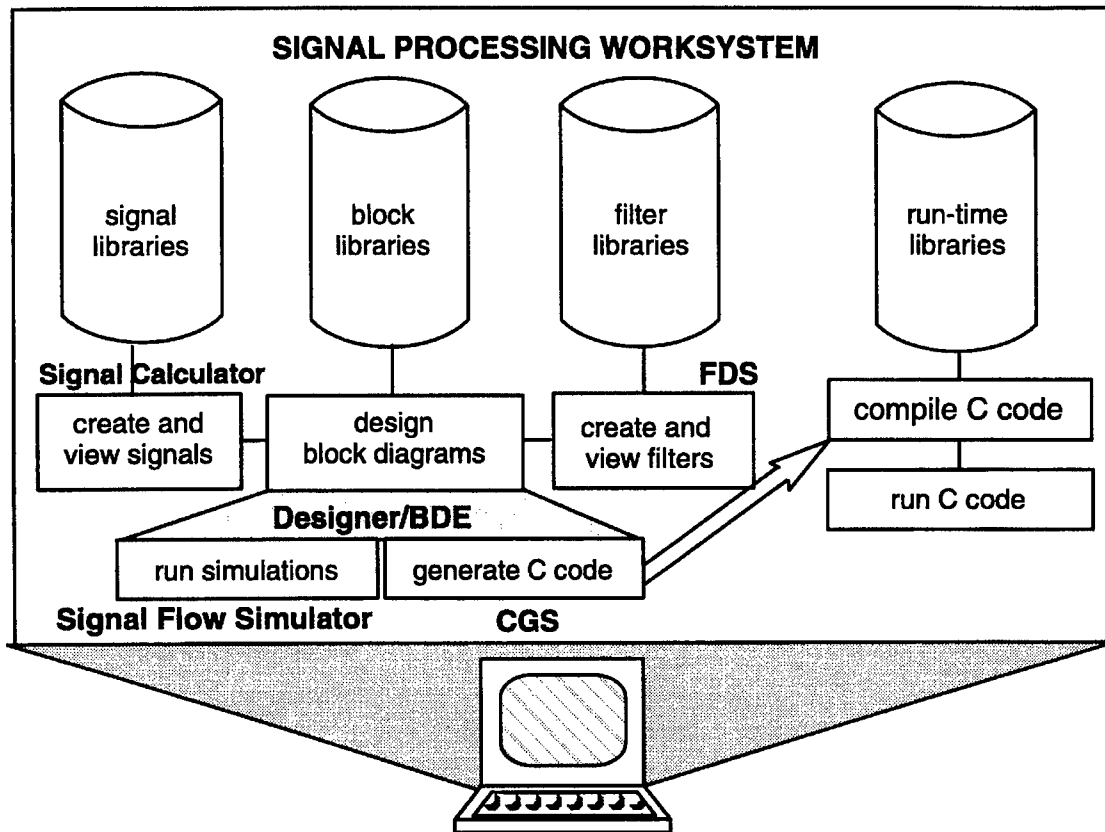 SIGNAL PROCESSING WORKSYSTEM
signal
libraries
block
libraries
filter
libraries
run-time
libraries
Signal Calculator
FDS
create and
view signals
design
block diagrams
create and
view filters
compile C code
run C code
Designer/BDE
run simulations
generate C code
Signal Flow Simulator
CGS